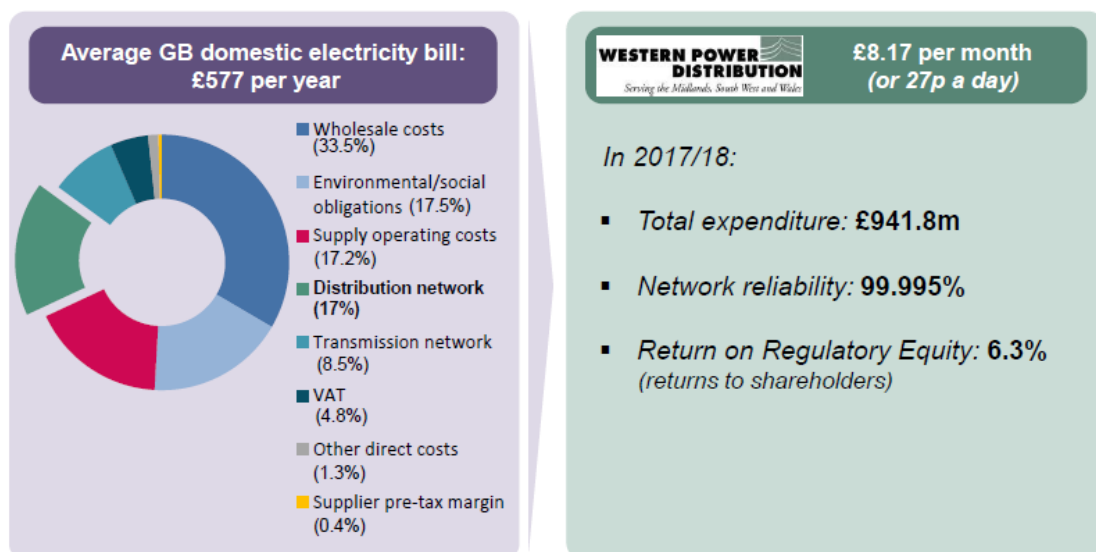 Average GB domestic electricity bill:
£577 per year
Wholesale costs
(33.5%)
Environmental/social
obligations (17.5%)
Supply operating costs
(17.2%)
Distribution network
(17%)
Transmission network
(8.5%)
VAT
(4.8%)
Other direct costs
(1.3%)
Supplier pre-tax margin
(0.4%)
WESTERN POWER
DISTRIBUTION
Serving the Midlands, South West and Wales
£8.17 per month
(or 27p a day)
In 2017/18:
▪ Total expenditure: £941.8m
▪ Network reliability: 99.995%
▪ Return on Regulatory Equity: 6.3%
(returns to shareholders)